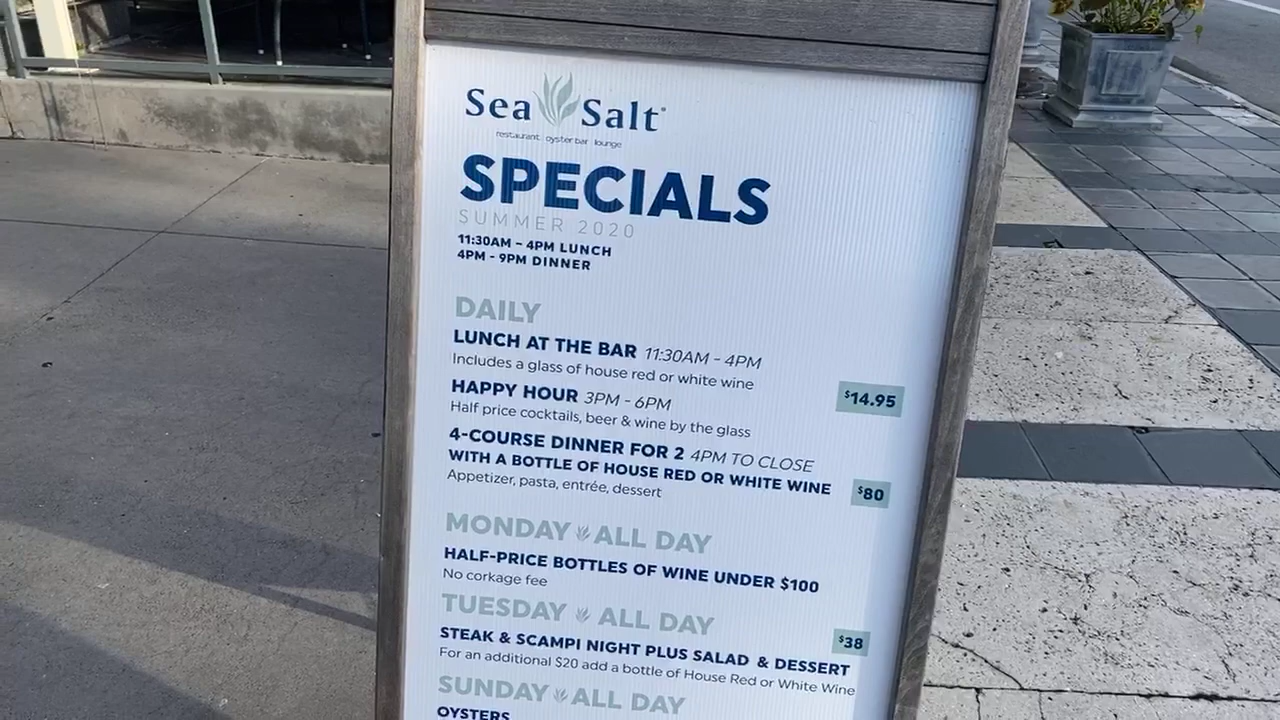 Sea Salt
restaurant oyster bar lounge
SPECIALS
SUMMER 2020
11:30AM – 4PM LUNCH
4PM - 9PM DINNER
DAILY
LUNCH AT THE BAR 11:30AM – 4PM
Includes a glass of house red or white wine
$14.95
HAPPY HOUR 3PM - 6PM
Half price cocktails, beer & wine by the glass
4-COURSE DINNER FOR 2 4PM TO CLOSE
WITH A BOTTLE OF HOUSE RED OR WHITE WINE
$80
Appetizer, pasta, entrée, dessert
MONDAY ALL DAY
HALF-PRICE BOTTLES OF WINE UNDER $100
No corkage fee
TUESDAY ALL DAY
$38
STEAK & SCAMPI NIGHT PLUS SALAD & DESSERT
For an additional $20 add a bottle of House Red or White Wine
SUNDAY ALL DAY
OYSTERS